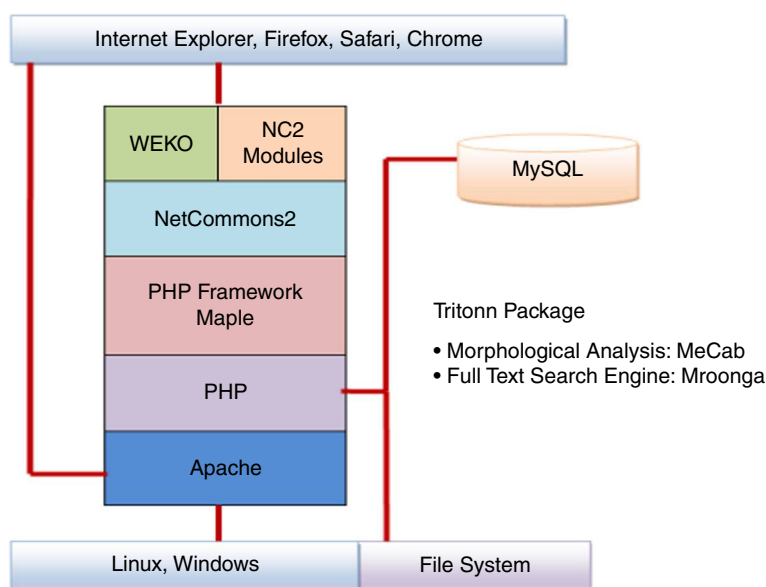 Internet Explorer, Firefox, Safari, Chrome
WEKO
NC2
Modules
MySQL
NetCommons2
PHP Framework
Maple
Tritonn Package
• Morphological Analysis: MeCab
• Full Text Search Engine: Mroonga
PHP
Apache
Linux, Windows
File System